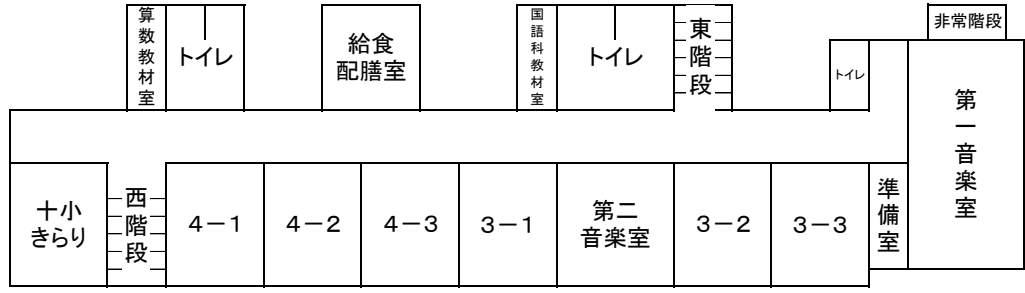 算数教材室
トイレ
給食
配膳室
国語科教材室
トイレ
東階段
トイレ
非常階段
第一音楽室
十小
きらり
西階段
4－1
4－2
4－3
3－1
第二
音楽室
3－2
3－3
準備室